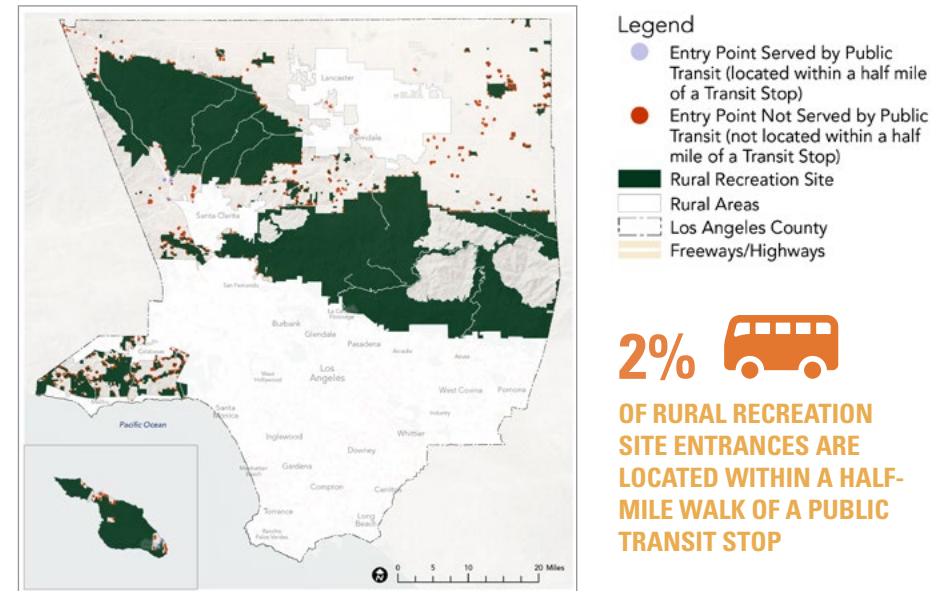 Lancaster
Palmdale
Santa Clarita
San Fernando
Burbank
La Cañada
Flintridge
Glendale
Pasadena
Arcadia
Azusa
Calabasas
West
Hollywood
Los
Angeles
West Covina
Pomona
Malibu
Santa
Monica
Industry
Pacific Ocean
Whittier
Inglewood
Downey
Manhattan
Beach
Gardena
Compton
Cerritos
Torrance
Long
Beach
Rancho
Palos Verdes
0 5 10 20 Miles
Legend
Entry Point Served by Public
Transit (located within a half mile
of a Transit Stop)
Entry Point Not Served by Public
Transit (not located within a half
mile of a Transit Stop)
Rural Recreation Site
Rural Areas
Los Angeles County
Freeways/Highways
2%
OF RURAL RECREATION
SITE ENTRANCES ARE
LOCATED WITHIN A HALF-
MILE WALK OF A PUBLIC
TRANSIT STOP